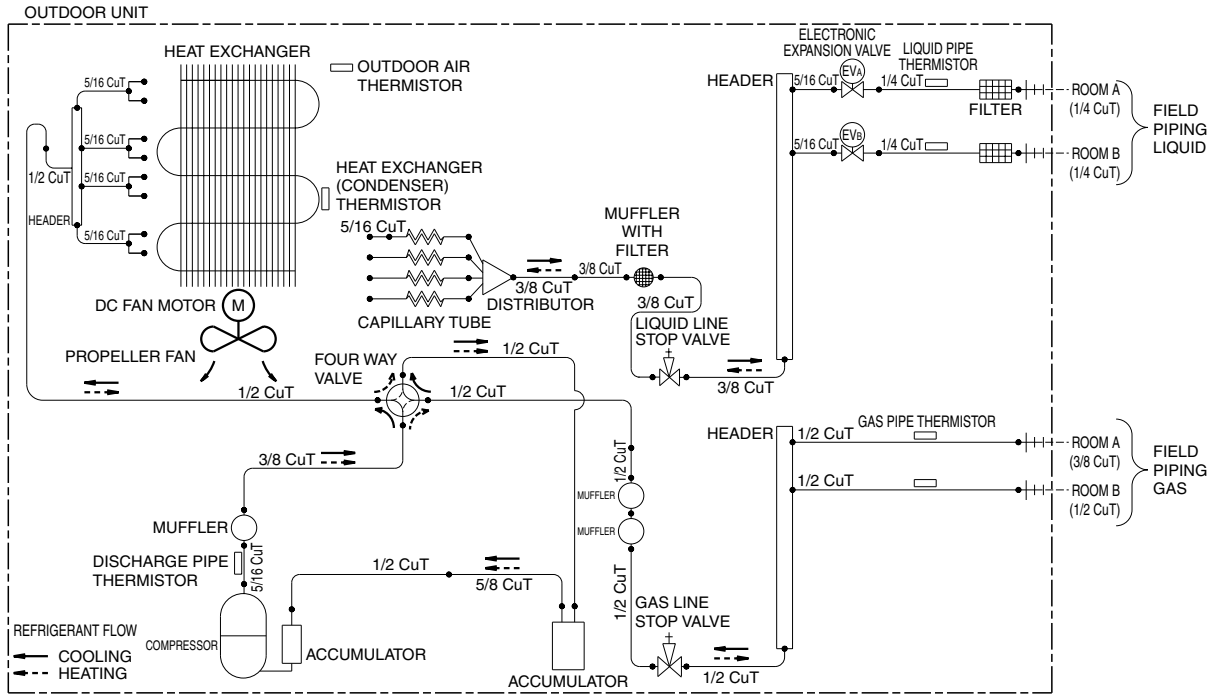 OUTDOOR UNIT
HEAT EXCHANGER
OUTDOOR AIR
THERMISTOR
5/16 CuT
5/16 CuT
5/16 CuT
5/16 CuT
1/2 CuT
HEADER
HEAT EXCHANGER
(CONDENSER)
THERMISTOR
5/16 CuT
CAPILLARY TUBE
DISTRIBUTOR
3/8 CuT
3/8 CuT
MUFFLER
WITH
FILTER
3/8 CuT
LIQUID LINE
STOP VALVE
3/8 CuT
HEADER
ELECTRONIC
EXPANSION VALVE
LIQUID PIPE
THERMISTOR
5/16 CuT
EVA
1/4 CuT
FILTER
ROOM A
(1/4 CuT)
5/16 CuT
EVB
1/4 CuT
ROOM B
(1/4 CuT)
FIELD
PIPING
LIQUID
DC FAN MOTOR
M
PROPELLER FAN
FOUR WAY
VALVE
1/2 CuT
1/2 CuT
1/2 CuT
3/8 CuT
1/2 CuT
MUFFLER
MUFFLER
1/2 CuT
HEADER
GAS PIPE THERMISTOR
1/2 CuT
ROOM A
(3/8 CuT)
1/2 CuT
ROOM B
(1/2 CuT)
FIELD
PIPING
GAS
MUFFLER
DISCHARGE PIPE
THERMISTOR
5/16 CuT
1/2 CuT
5/8 CuT
GAS LINE
STOP VALVE
1/2 CuT
COMPRESSOR
ACCUMULATOR
ACCUMULATOR
REFRIGERANT FLOW
COOLING
HEATING